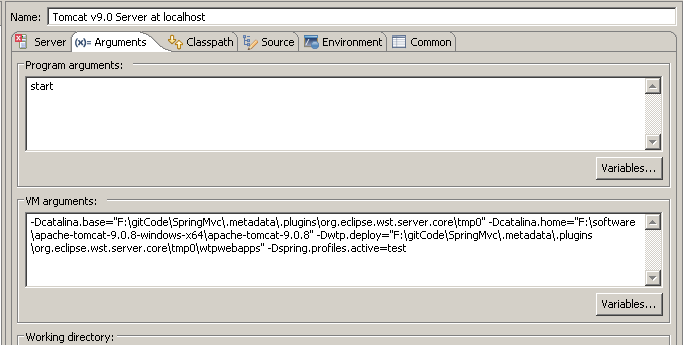 Name: Tomcat v9.0 Server at localhost
Server (x)= Arguments Classpath Source Environment Common
Program arguments:
start
Variables...
VM arguments:
-Dcatalina.base="F:\gitCode\SpringMvc\.metadata\.plugins\org.eclipse.wst.server.core\tmp0" -Dcatalina.home="F:\software
\apache-tomcat-9.0.8-windows-x64\apache-tomcat-9.0.8" -Dwtp.deploy="F:\gitCode\SpringMvc\.metadata\.plugins
\org.eclipse.wst.server.core\tmp0\wtpwebapps" -Dspring.profiles.active=test
Variables...
Working directory: